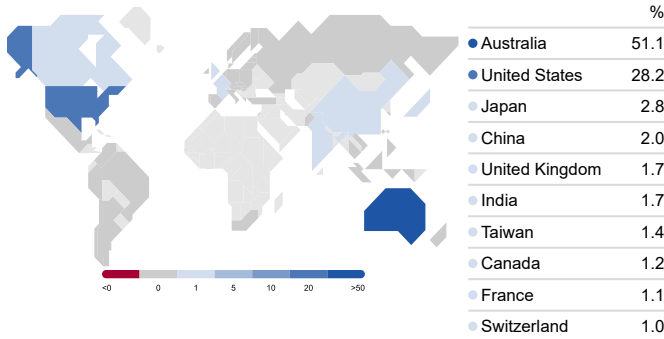 %
Australia 51.1
United States 28.2
Japan 2.8
China 2.0
United Kingdom 1.7
India 1.7
Taiwan 1.4
Canada 1.2
France 1.1
Switzerland 1.0
<0 0 1 5 10 20 >50